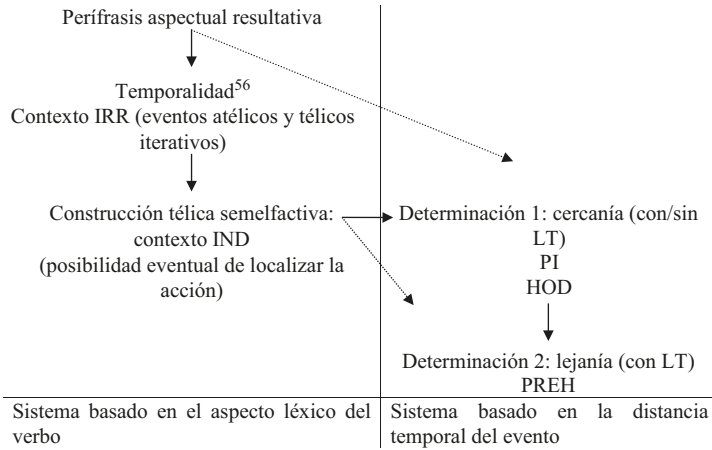 Perífrasis aspectual resultativa
Temporalidad56
Contexto IRR (eventos atélicos y télicos
iterativos)
Construcción télica semelfactiva:
contexto IND
(posibilidad eventual de localizar la
acción)
Determinación 1: cercanía (con/sin
LT)
PI
HOD
Determinación 2: lejanía (con LT)
PREH
Sistema basado en el aspecto léxico del
verbo
Sistema basado en la distancia
temporal del evento